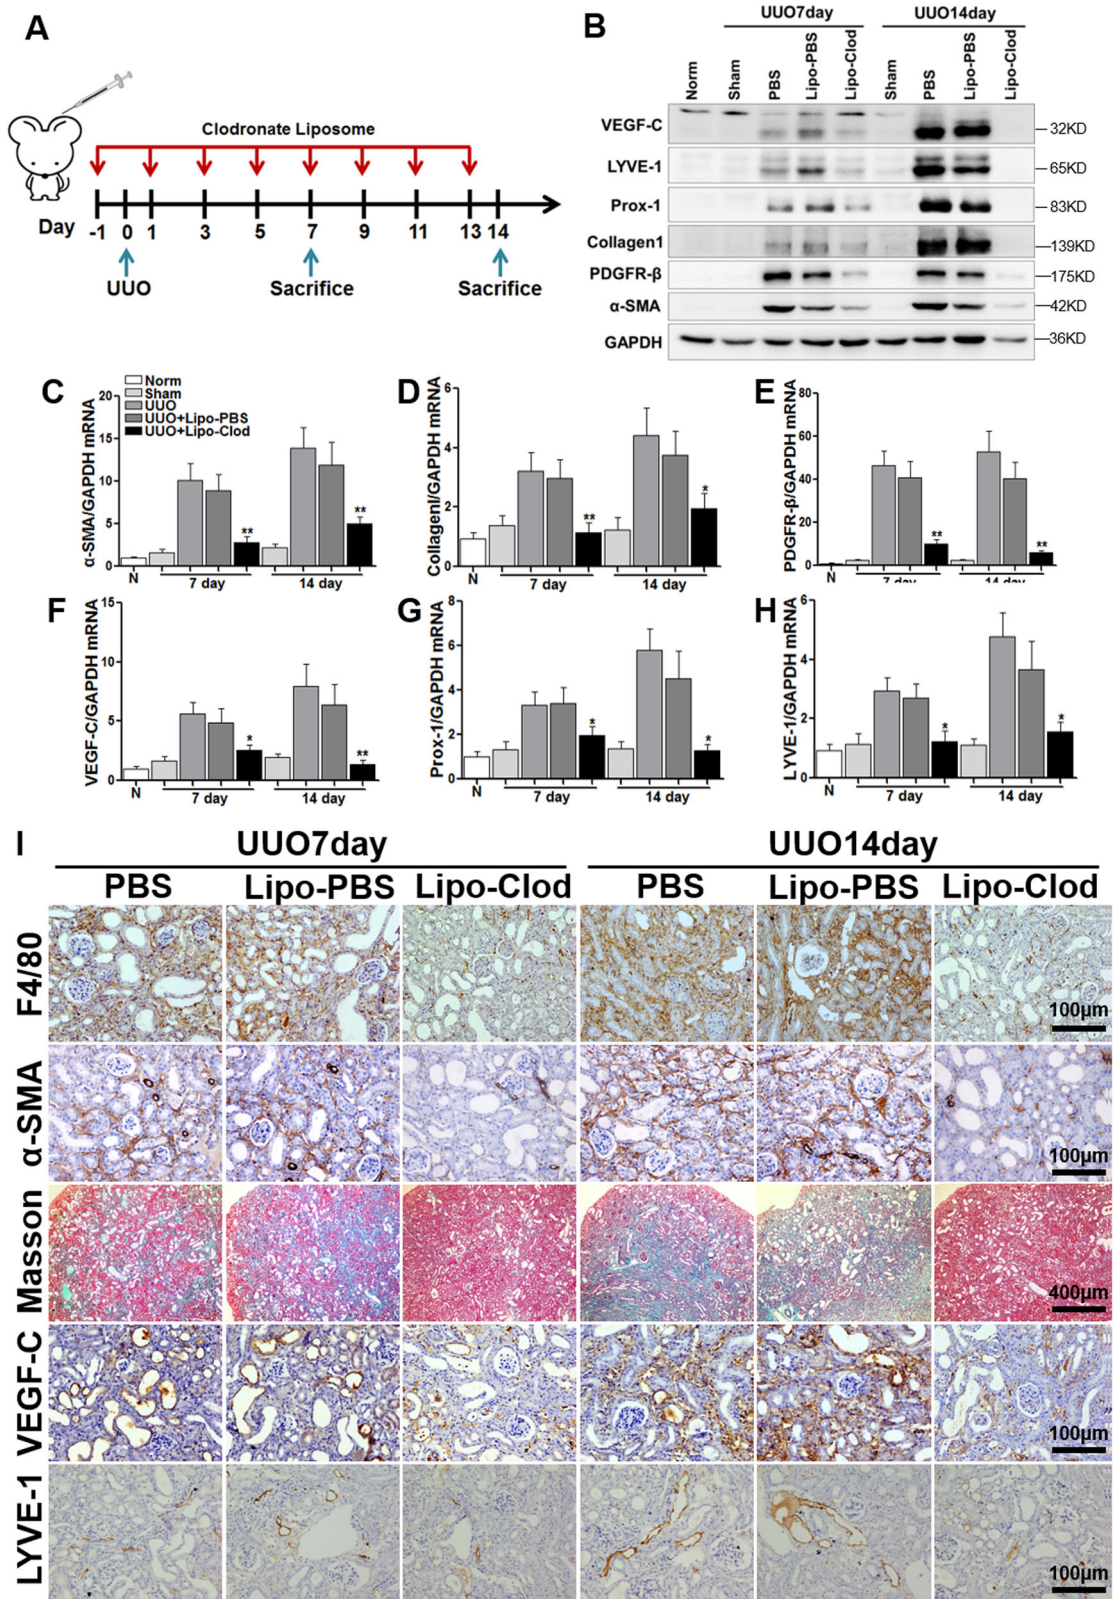 A
Clodronate Liposome
Day
-1 0 1 3 5 7 9 11 13 14
UUO Sacrifice Sacrifice
B
UUO7day UUO14day
Norm Sham PBS Lipo-PBS Lipo-Clod Sham PBS Lipo-PBS Lipo-Clod
VEGF-C 32KD
LYVE-1 65KD
Prox-1 83KD
Collagen1 139KD
PDGFR-β 175KD
α-SMA 42KD
GAPDH 36KD
C
Norm
Sham
UUO
UUO+Lipo-PBS
UUO+Lipo-Clod
α-SMA/GAPDH mRNA
20
15
10
5
0
** **
N 7 day 14 day
D
CollagenI/GAPDH mRNA
6
4
2
0
** *
N 7 day 14 day
E
PDGFR-β/GAPDH mRNA
80
60
40
20
0
** **
N 7 day 14 day
F
VEGF-C/GAPDH mRNA
15
10
5
0
* **
N 7 day 14 day
G
Prox-1/GAPDH mRNA
8
6
4
2
0
* *
N 7 day 14 day
H
LYVE-1/GAPDH mRNA
6
4
2
0
* *
N 7 day 14 day
I
UUO7day UUO14day
PBS Lipo-PBS Lipo-Clod PBS Lipo-PBS Lipo-Clod
F4/80
100μm
α-SMA
100μm
Masson
400μm
VEGF-C
100μm
LYVE-1
100μm